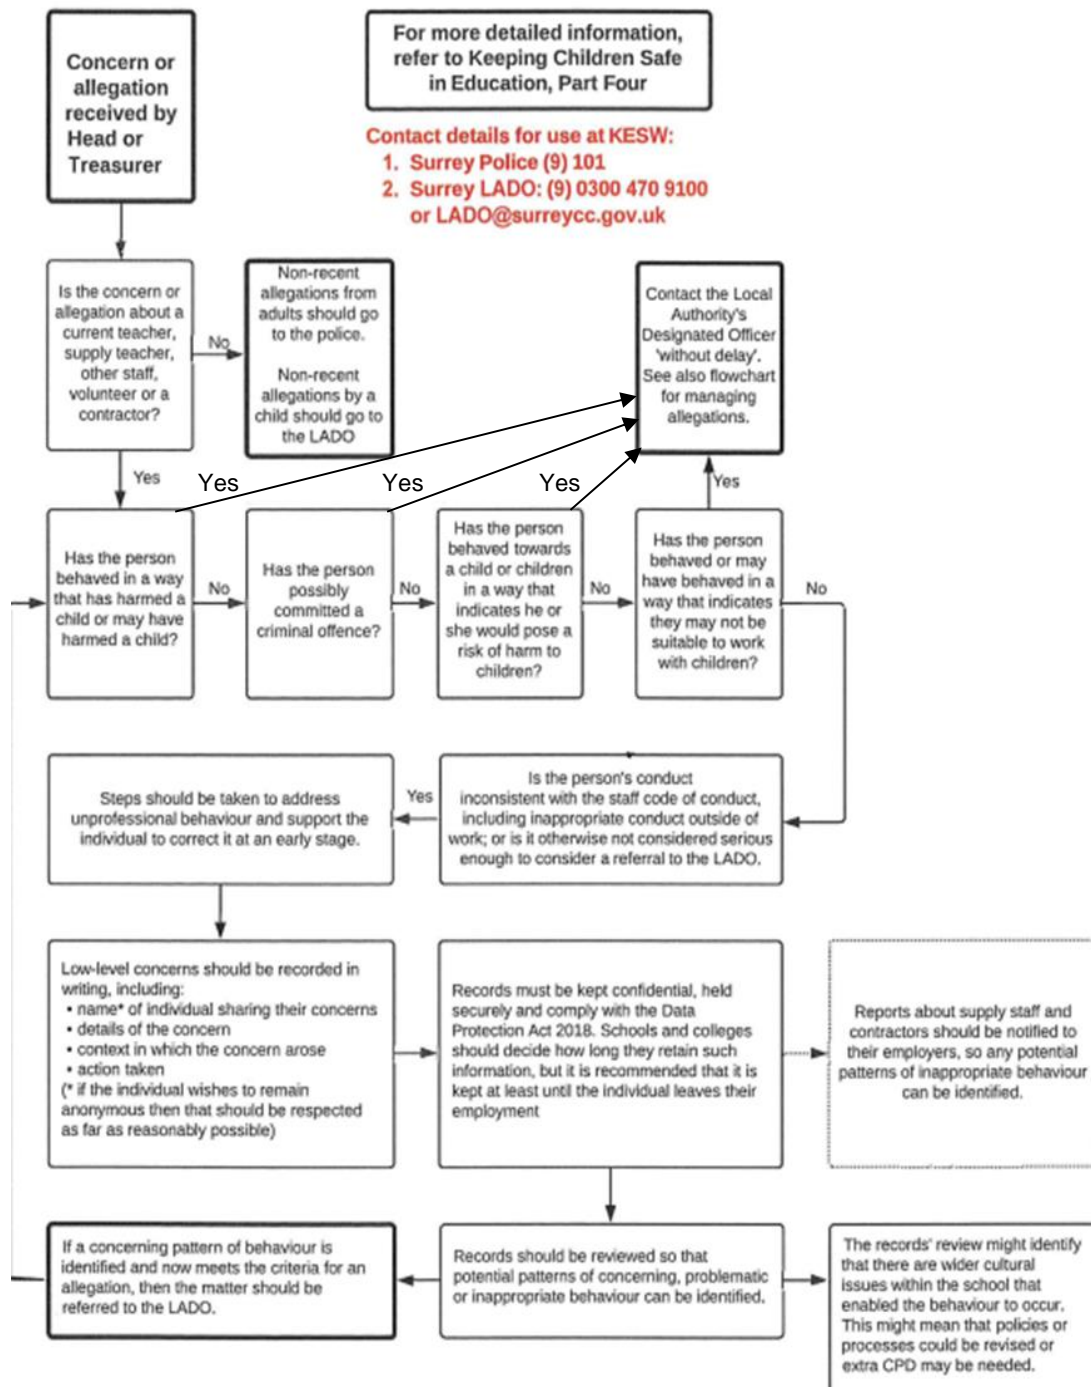 Concern or
allegation
received by
Head or
Treasurer
For more detailed information,
refer to Keeping Children Safe
in Education, Part Four
Contact details for use at KESW:
1. Surrey Police (9) 101
2. Surrey LADO: (9) 0300 470 9100
or LADO@surreycc.gov.uk
Is the concern or
allegation about a
current teacher,
supply teacher,
other staff,
volunteer or a
contractor?
No
Non-recent
allegations from
adults should go
to the police.
Non-recent
allegations by a
child should go to
the LADO
Contact the Local
Authority's
Designated Officer
'without delay'.
See also flowchart
for managing
allegations.
Yes
Yes
Yes
Yes
Yes
Has the person
behaved in a way
that has harmed a
child or may have
harmed a child?
No
Has the person
possibly
committed a
criminal offence?
No
Has the person
behaved towards
a child or children
in a way that
indicates he or
she would pose a
risk of harm to
children?
No
Has the person
behaved or may
have behaved in a
way that indicates
they may not be
suitable to work
with children?
No
Is the person's conduct
inconsistent with the staff code of conduct,
including inappropriate conduct outside of
work; or is it otherwise not considered serious
enough to consider a referral to the LADO.
Yes
Steps should be taken to address
unprofessional behaviour and support the
individual to correct it at an early stage.
Low-level concerns should be recorded in
writing, including:
• name* of individual sharing their concerns
• details of the concern
• context in which the concern arose
• action taken
(* if the individual wishes to remain
anonymous then that should be respected
as far as reasonably possible)
Records must be kept confidential, held
securely and comply with the Data
Protection Act 2018. Schools and colleges
should decide how long they retain such
information, but it is recommended that it is
kept at least until the individual leaves their
employment
Reports about supply staff and
contractors should be notified to
their employers, so any potential
patterns of inappropriate behaviour
can be identified.
If a concerning pattern of behaviour is
identified and now meets the criteria for an
allegation, then the matter should be
referred to the LADO.
Records should be reviewed so that
potential patterns of concerning, problematic
or inappropriate behaviour can be identified.
The records' review might identify
that there are wider cultural
issues within the school that
enabled the behaviour to occur.
This might mean that policies or
processes could be revised or
extra CPD may be needed.